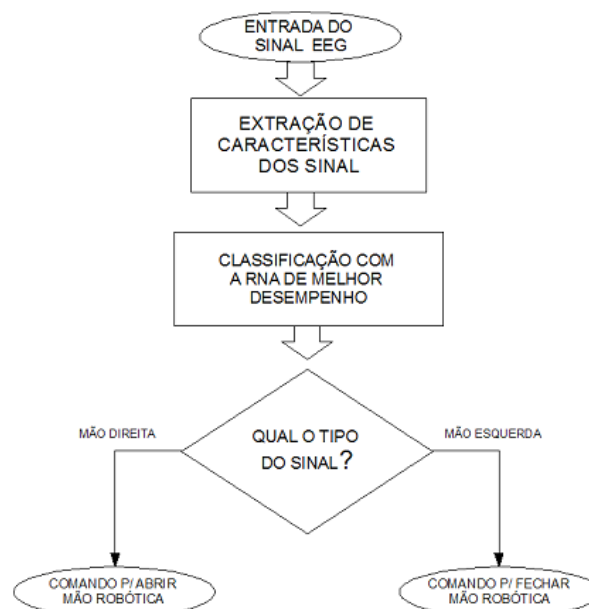 ENTRADA DO
SINAL EEG
EXTRAÇÃO DE
CARACTERÍSTICAS
DOS SINAL
CLASSIFICAÇÃO COM
A RNA DE MELHOR
DESEMPENHO
MÃO DIREITA
MÃO ESQUERDA
QUAL O TIPO
DO SINAL?
COMANDO P/ ABRIR
MÃO ROBÓTICA
COMANDO P/ FECHAR
MÃO ROBÓTICA